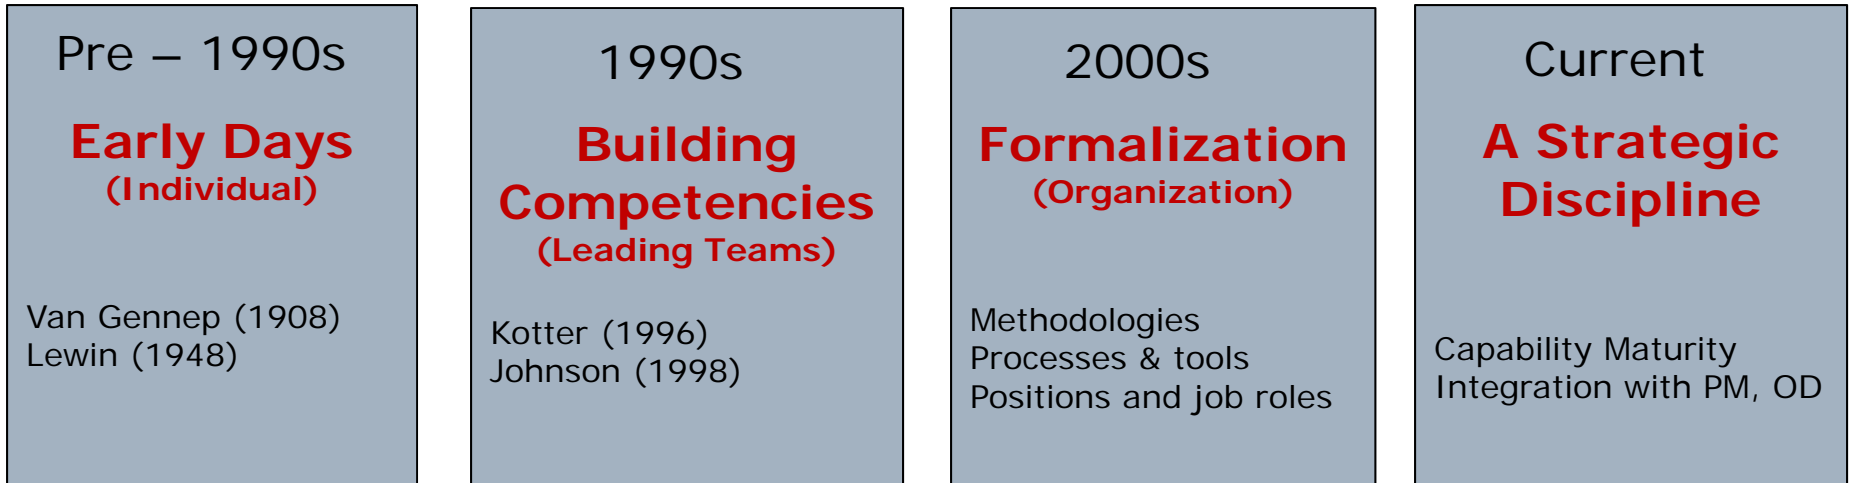 Pre – 1990s
Early Days
(Individual)
Van Gennep (1908)
Lewin (1948)
1990s
Building
Competencies
(Leading Teams)
Kotter (1996)
Johnson (1998)
2000s
Formalization
(Organization)
Methodologies
Processes & tools
Positions and job roles
Current
A Strategic
Discipline
Capability Maturity
Integration with PM, OD